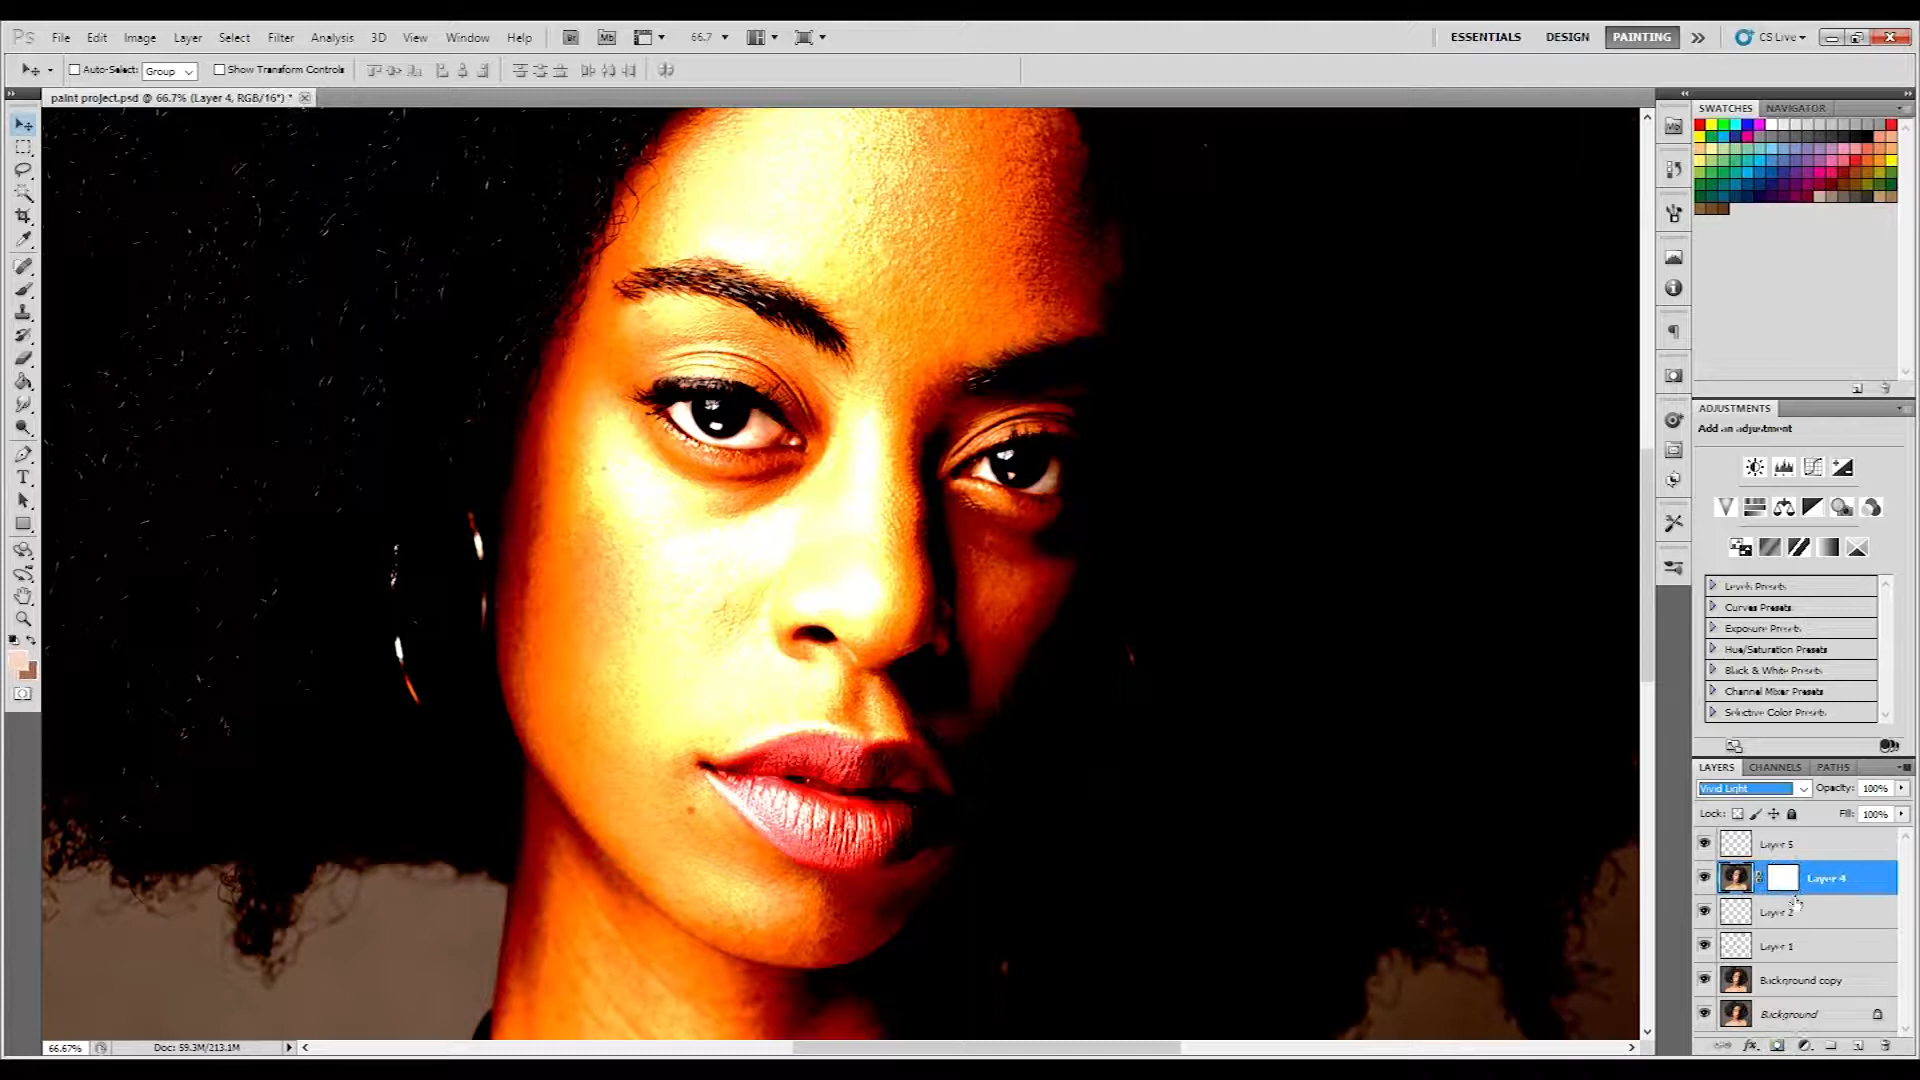 Ps File Edit Image Layer Select Filter Analysis 3D View Window Help Br Mb 66.7 ESSENTIALS DESIGN PAINTING CS Live
Auto-Select: Group Show Transform Controls
paint project.psd @ 66.7% (Layer 4, RGB/16*) *
SWATCHES NAVIGATOR
Mb
ADJUSTMENTS
Add an adjustment
Levels Presets
Curves Presets
Exposure Presets
Hue/Saturation Presets
Black & White Presets
Channel Mixer Presets
Selective Color Presets
LAYERS CHANNELS PATHS
Vivid Light Opacity: 100%
Lock: Fill: 100%
Layer 5
Layer 4
Layer 2
Layer 1
Background copy
Background
66.67% Doc: 59.3M/213.1M